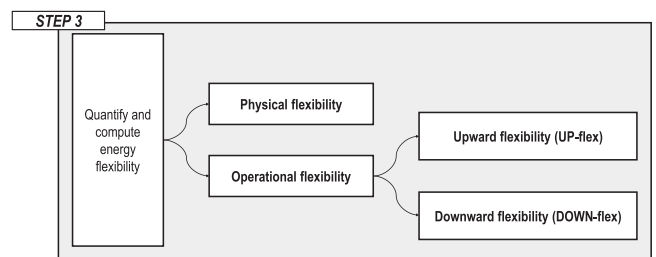 STEP 3
Quantify and
compute
energy
flexibility
Physical flexibility
Operational flexibility
Upward flexibility (UP-flex)
Downward flexibility (DOWN-flex)